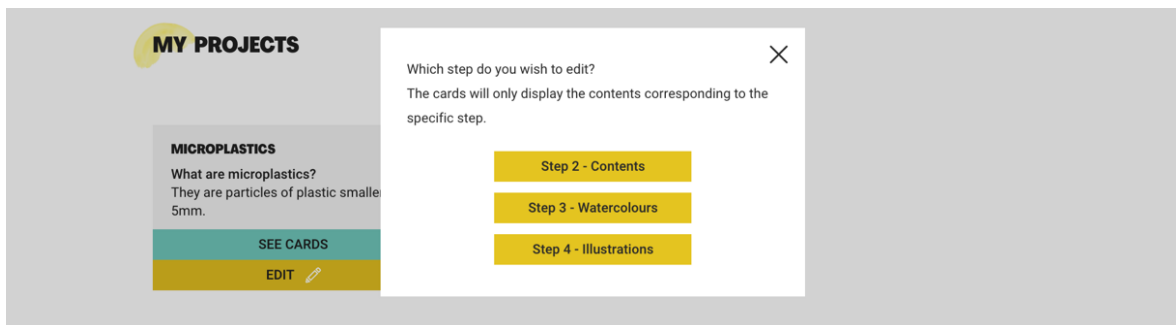 MY PROJECTS
MICROPLASTICS
What are microplastics?
They are particles of plastic smaller
5mm.
SEE CARDS
EDIT
Which step do you wish to edit?
The cards will only display the contents corresponding to the
specific step.
Step 2 - Contents
Step 3 - Watercolours
Step 4 - Illustrations